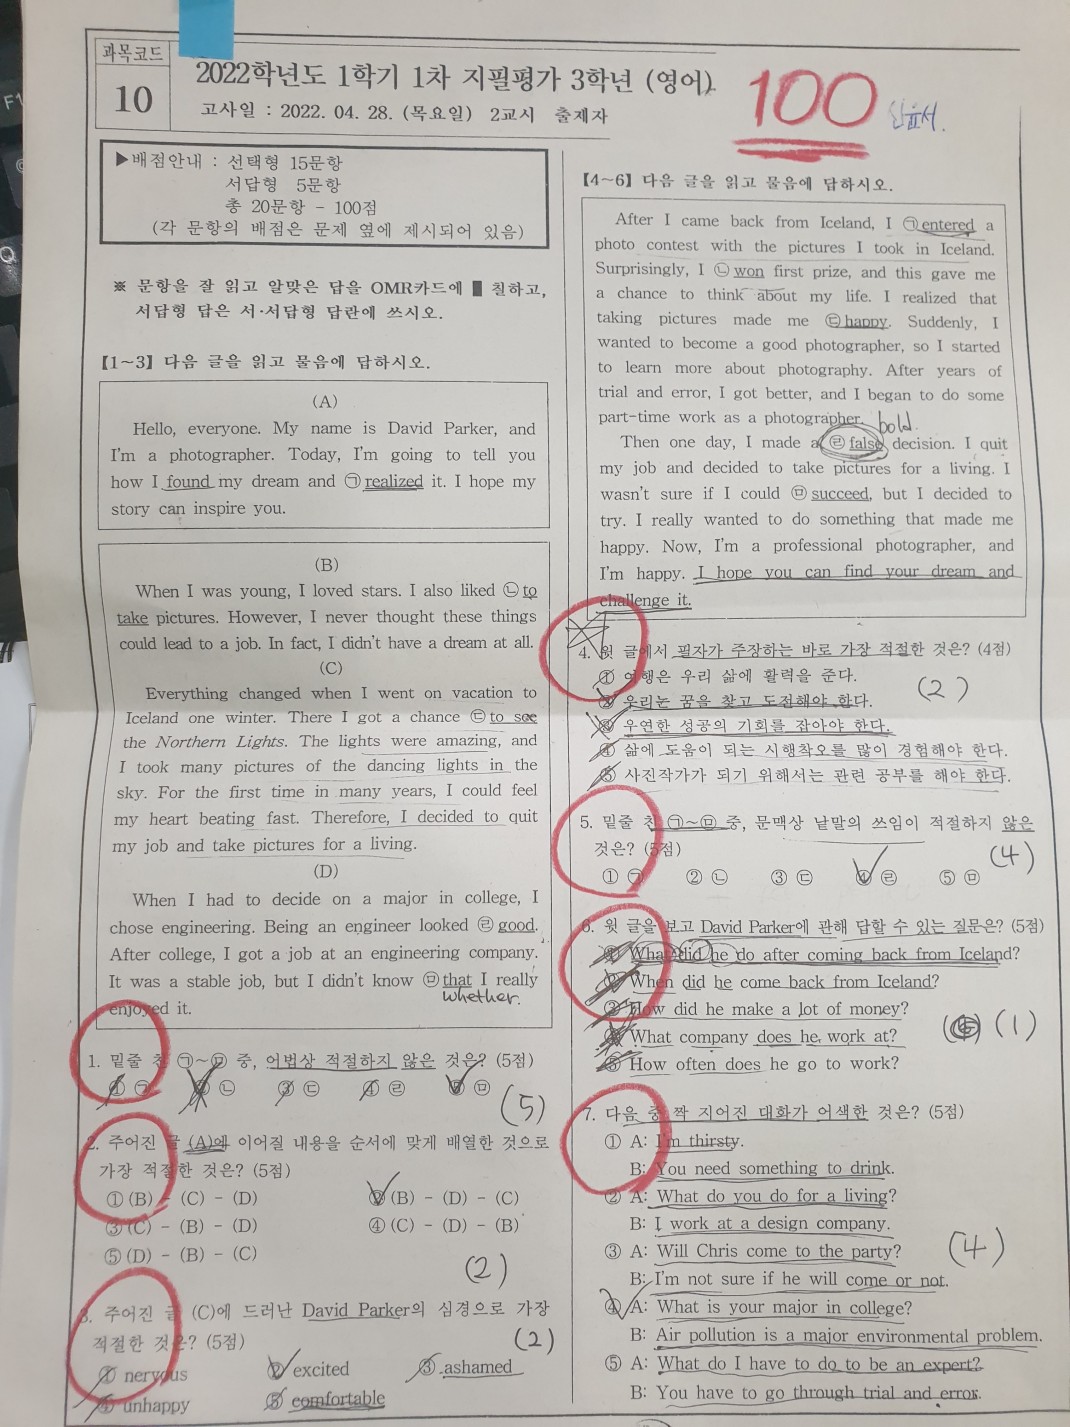 과목코드
10
2022학년도 1학기 1차 지필평가 3학년 (영어)
고사일 : 2022. 04. 28. (목요일) 2교시 출제자
100
▶배점안내 : 선택형 15문항
서답형 5문항
총 20문항 - 100점
(각 문항의 배점은 문제 옆에 제시되어 있음)
※ 문항을 잘 읽고 알맞은 답을 OMR카드에 ▮ 칠하고,
서답형 답은 서·서답형 답란에 쓰시오.
【1~3】 다음 글을 읽고 물음에 답하시오.
(A)
Hello, everyone. My name is David Parker, and
I'm a photographer. Today, I'm going to tell you
how I found my dream and ㉠ realized it. I hope my
story can inspire you.
(B)
When I was young, I loved stars. I also liked ㉡ to
take pictures. However, I never thought these things
could lead to a job. In fact, I didn't have a dream at all.
(C)
Everything changed when I went on vacation to
Iceland one winter. There I got a chance ㉢ to see
the Northern Lights. The lights were amazing, and
I took many pictures of the dancing lights in the
sky. For the first time in many years, I could feel
my heart beating fast. Therefore, I decided to quit
my job and take pictures for a living.
(D)
When I had to decide on a major in college, I
chose engineering. Being an engineer looked ㉣ good.
After college, I got a job at an engineering company.
It was a stable job, but I didn't know ㉤ that I really
whether.
enjoyed it.
1. 밑줄 친 ㉠~㉤ 중, 어법상 적절하지 않은 것은? (5점)
① ㉠ ② ㉡ ③ ㉢ ④ ㉣ ⑤ ㉤
(5)
2. 주어진 글 (A)에 이어질 내용을 순서에 맞게 배열한 것으로
가장 적절한 것은? (5점)
① (B) - (C) - (D) ② (B) - (D) - (C)
③ (C) - (B) - (D) ④ (C) - (D) - (B)
⑤ (D) - (B) - (C)
(2)
3. 주어진 글 (C)에 드러난 David Parker의 심경으로 가장
적절한 것은? (5점)
(2)
① nervous ② excited ③ ashamed
④ unhappy ⑤ comfortable
【4~6】 다음 글을 읽고 물음에 답하시오.
After I came back from Iceland, I ㉠ entered a
photo contest with the pictures I took in Iceland.
Surprisingly, I ㉡ won first prize, and this gave me
a chance to think about my life. I realized that
taking pictures made me ㉢ happy. Suddenly, I
wanted to become a good photographer, so I started
to learn more about photography. After years of
trial and error, I got better, and I began to do some
part-time work as a photographer.
bold.
Then one day, I made a ㉣ false decision. I quit
my job and decided to take pictures for a living. I
wasn't sure if I could ㉤ succeed, but I decided to
try. I really wanted to do something that made me
happy. Now, I'm a professional photographer, and
I'm happy. I hope you can find your dream and
challenge it.
4. 윗 글에서 필자가 주장하는 바로 가장 적절한 것은? (4점)
① 여행은 우리 삶에 활력을 준다.
(2)
② 우리는 꿈을 찾고 도전해야 한다.
③ 우연한 성공의 기회를 잡아야 한다.
④ 삶에 도움이 되는 시행착오를 많이 경험해야 한다.
⑤ 사진작가가 되기 위해서는 관련 공부를 해야 한다.
5. 밑줄 친 ㉠~㉤ 중, 문맥상 낱말의 쓰임이 적절하지 않은
것은? (5점)
(4)
① ㉠ ② ㉡ ③ ㉢ ④ ㉣ ⑤ ㉤
6. 윗 글을 보고 David Parker에 관해 답할 수 있는 질문은? (5점)
① What did he do after coming back from Iceland?
② When did he come back from Iceland?
③ How did he make a lot of money?
④ What company does he work at?
(1)
⑤ How often does he go to work?
7. 다음 중 짝 지어진 대화가 어색한 것은? (5점)
① A: I'm thirsty.
B: You need something to drink.
② A: What do you do for a living?
B: I work at a design company.
③ A: Will Chris come to the party?
(4)
B: I'm not sure if he will come or not.
④ A: What is your major in college?
B: Air pollution is a major environmental problem.
⑤ A: What do I have to do to be an expert?
B: You have to go through trial and error.